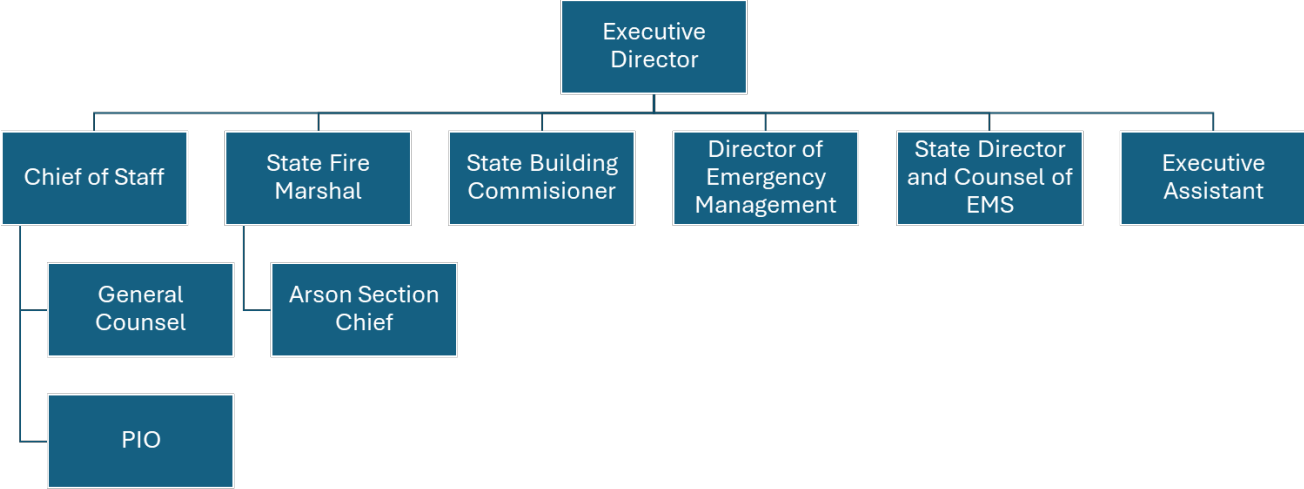 Executive
Director
Chief of Staff
State Fire
Marshal
State Building
Commisioner
Director of
Emergency
Management
State Director
and Counsel of
EMS
Executive
Assistant
General
Counsel
Arson Section
Chief
PIO